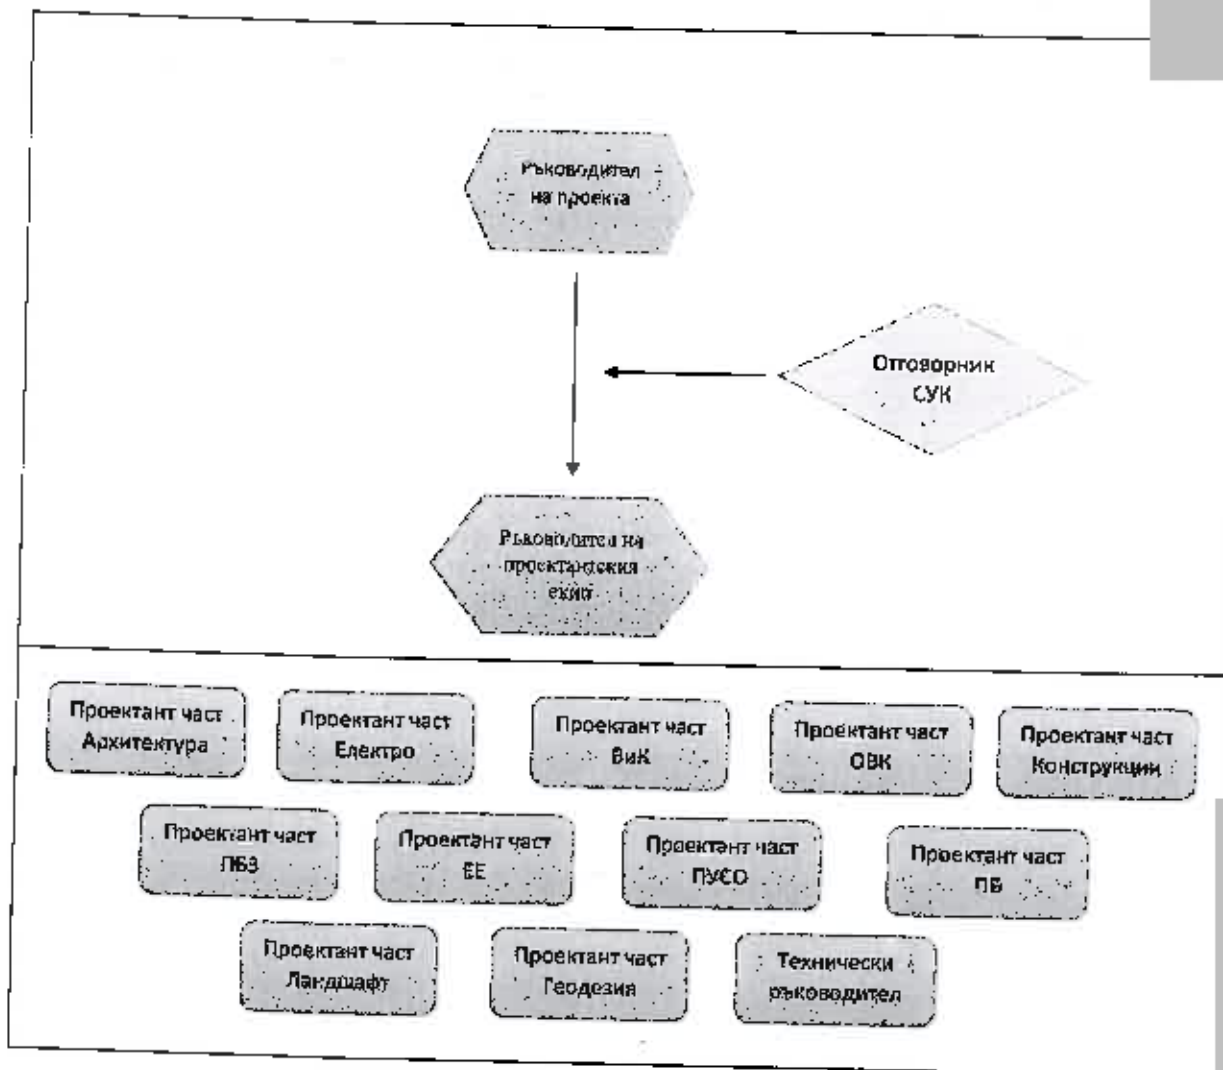 Ръководител
на проекта
Отговорник
СУК
Ръководител на
проектантския
екип
Проектант част
Архитектура
Проектант част
Електро
Проектант част
ВиК
Проектант част
ОВК
Проектант част
Конструкции
Проектант част
ПБЗ
Проектант част
ЕЕ
Проектант част
ПУСО
Проектант част
ПБ
Проектант част
Ландшафт
Проектант част
Геодезия
Технически
ръководител